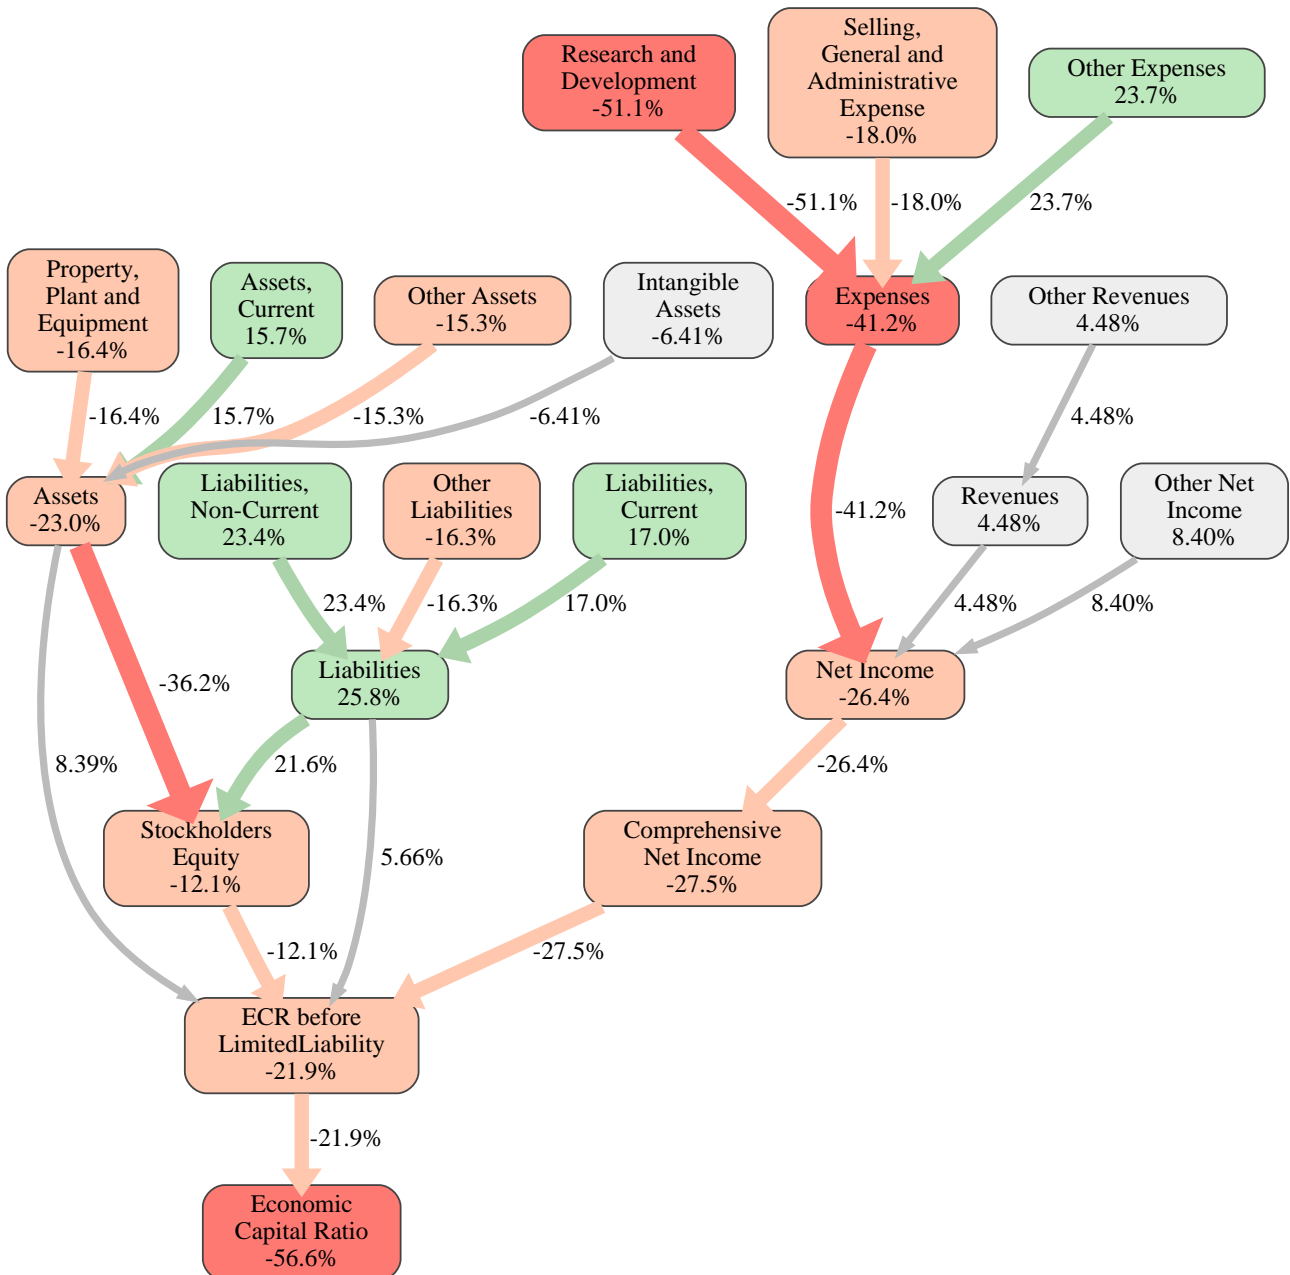 Research and
Development
-51.1%
Selling,
General and
Administrative
Expense
-18.0%
Other Expenses
23.7%
-51.1%
-18.0%
23.7%
Property,
Plant and
Equipment
-16.4%
Assets,
Current
15.7%
Other Assets
-15.3%
Intangible
Assets
-6.41%
Expenses
-41.2%
Other Revenues
4.48%
-16.4%
15.7%
-15.3%
-6.41%
4.48%
Assets
-23.0%
Liabilities,
Non-Current
23.4%
Other
Liabilities
-16.3%
Liabilities,
Current
17.0%
-41.2%
Revenues
4.48%
Other Net
Income
8.40%
23.4%
-16.3%
17.0%
4.48%
8.40%
-36.2%
Liabilities
25.8%
Net Income
-26.4%
8.39%
21.6%
-26.4%
Stockholders
Equity
-12.1%
5.66%
Comprehensive
Net Income
-27.5%
-12.1%
-27.5%
ECR before
LimitedLiability
-21.9%
-21.9%
Economic
Capital Ratio
-56.6%